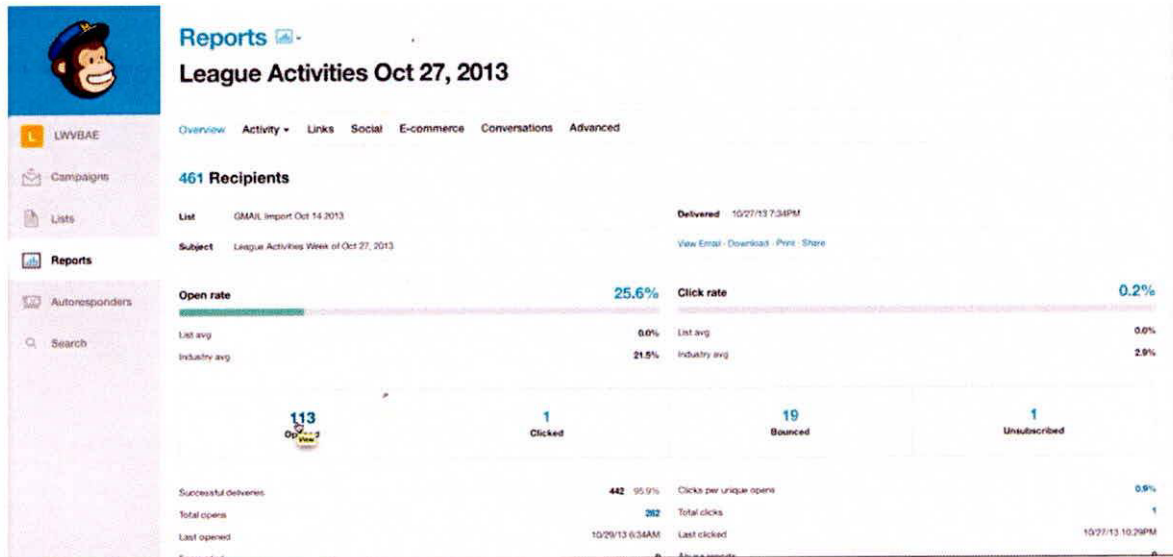 Reports
League Activities Oct 27, 2013
LWVBAE
Campaigns
Lists
Reports
Autoresponders
Search
Overview Activity Links Social E-commerce Conversations Advanced
461 Recipients
List GMAIL Import Oct 14 2013
Delivered 10/27/13 7:34PM
Subject League Activities Week of Oct 27, 2013
View Email · Download · Print · Share
Open rate 25.6%
Click rate 0.2%
List avg 0.0%
List avg 0.0%
Industry avg 21.5%
Industry avg 2.9%
113
View
1 Clicked
19 Bounced
1 Unsubscribed
Successful deliveries 442 95.9%
Clicks per unique opens 0.9%
Total opens 282
Total clicks 1
Last opened 10/29/13 6:34AM
Last clicked 10/27/13 10:29PM